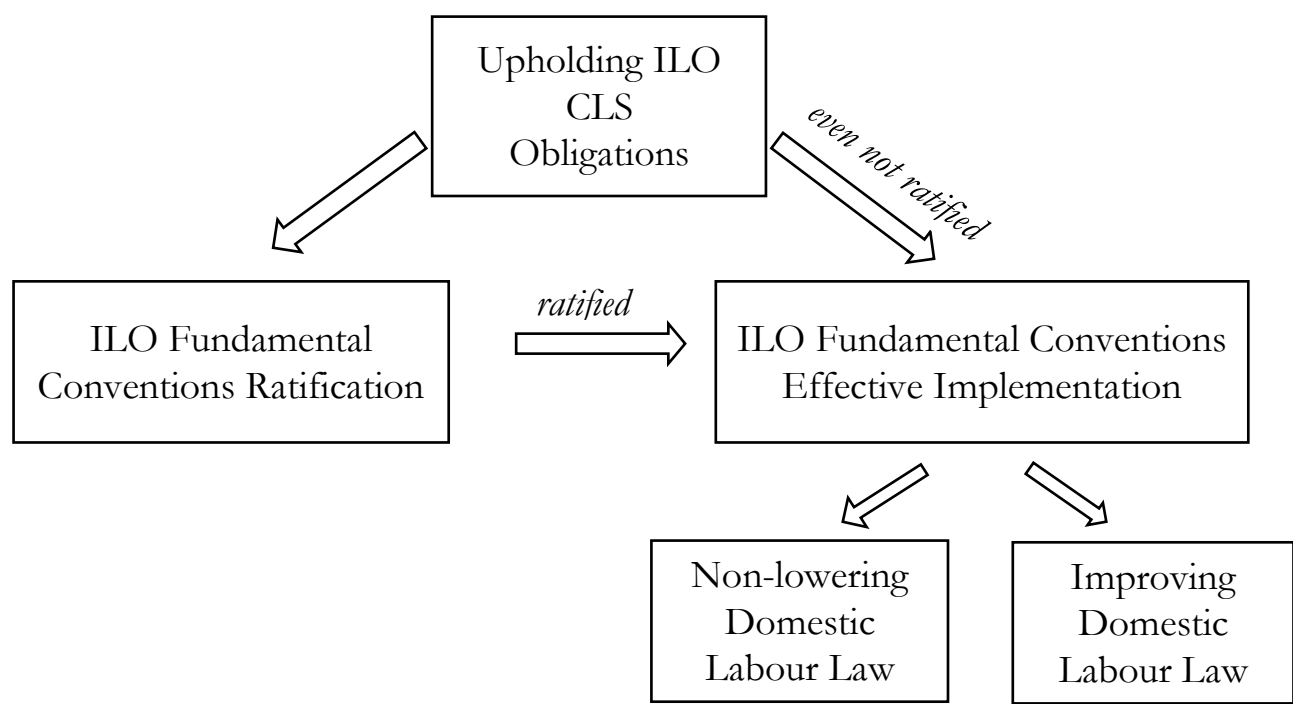 Upholding ILO
CLS
Obligations
even not ratified
ILO Fundamental
Conventions Ratification
ratified
ILO Fundamental Conventions
Effective Implementation
Non-lowering
Domestic
Labour Law
Improving
Domestic
Labour Law